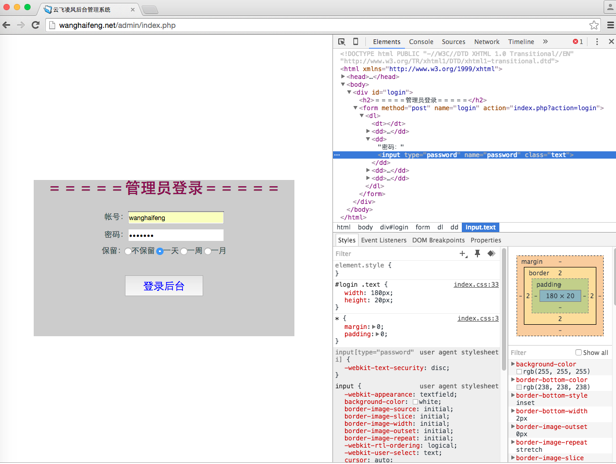 云飞凌风后台管理系统
wanghaifeng.net/admin/index.php
=====管理员登录=====
帐号: wanghaifeng
密码: •••••••
保留: 不保留 一天 一周 一月
登录后台
Elements Console Sources Network Timeline » 1
<!DOCTYPE html PUBLIC "-//W3C//DTD XHTML 1.0 Transitional//EN"
"http://www.w3.org/TR/xhtml1/DTD/xhtml1-transitional.dtd">
<html xmlns="http://www.w3.org/1999/xhtml">
<head>…</head>
<body>
<div id="login">
<h2>=====管理员登录=====</h2>
<form method="post" name="login" action="index.php?action=login">
<dl>
<dt></dt>
<dd>…</dd>
<dd>
"密码: "
<input type="password" name="password" class="text">
</dd>
<dd>…</dd>
<dd>…</dd>
</dl>
</form>
</div>
</body>
</html>
html body div#login form dl dd input.text
Styles Event Listeners DOM Breakpoints Properties
Filter
element.style {
}
#login .text { index.css:33
width: 180px;
height: 20px;
}
* { index.css:3
margin: 0;
padding: 0;
}
input[type="password" user agent stylesheet
i] {
-webkit-text-security: disc;
}
input { user agent stylesheet
-webkit-appearance: textfield;
background-color: white;
border-image-source: initial;
border-image-slice: initial;
border-image-width: initial;
border-image-outset: initial;
border-image-repeat: initial;
-webkit-rtl-ordering: logical;
-webkit-user-select: text;
cursor: auto;
margin -
border 2
padding -
- 2 - 180 × 20 - 2 -
-
2
-
Filter Show all
background-color
rgb(255, 255, 255)
border-bottom-color
rgb(238, 238, 238)
border-bottom-style
inset
border-bottom-width
2px
border-image-outset
0px
border-image-repeat
stretch
border-image-slice